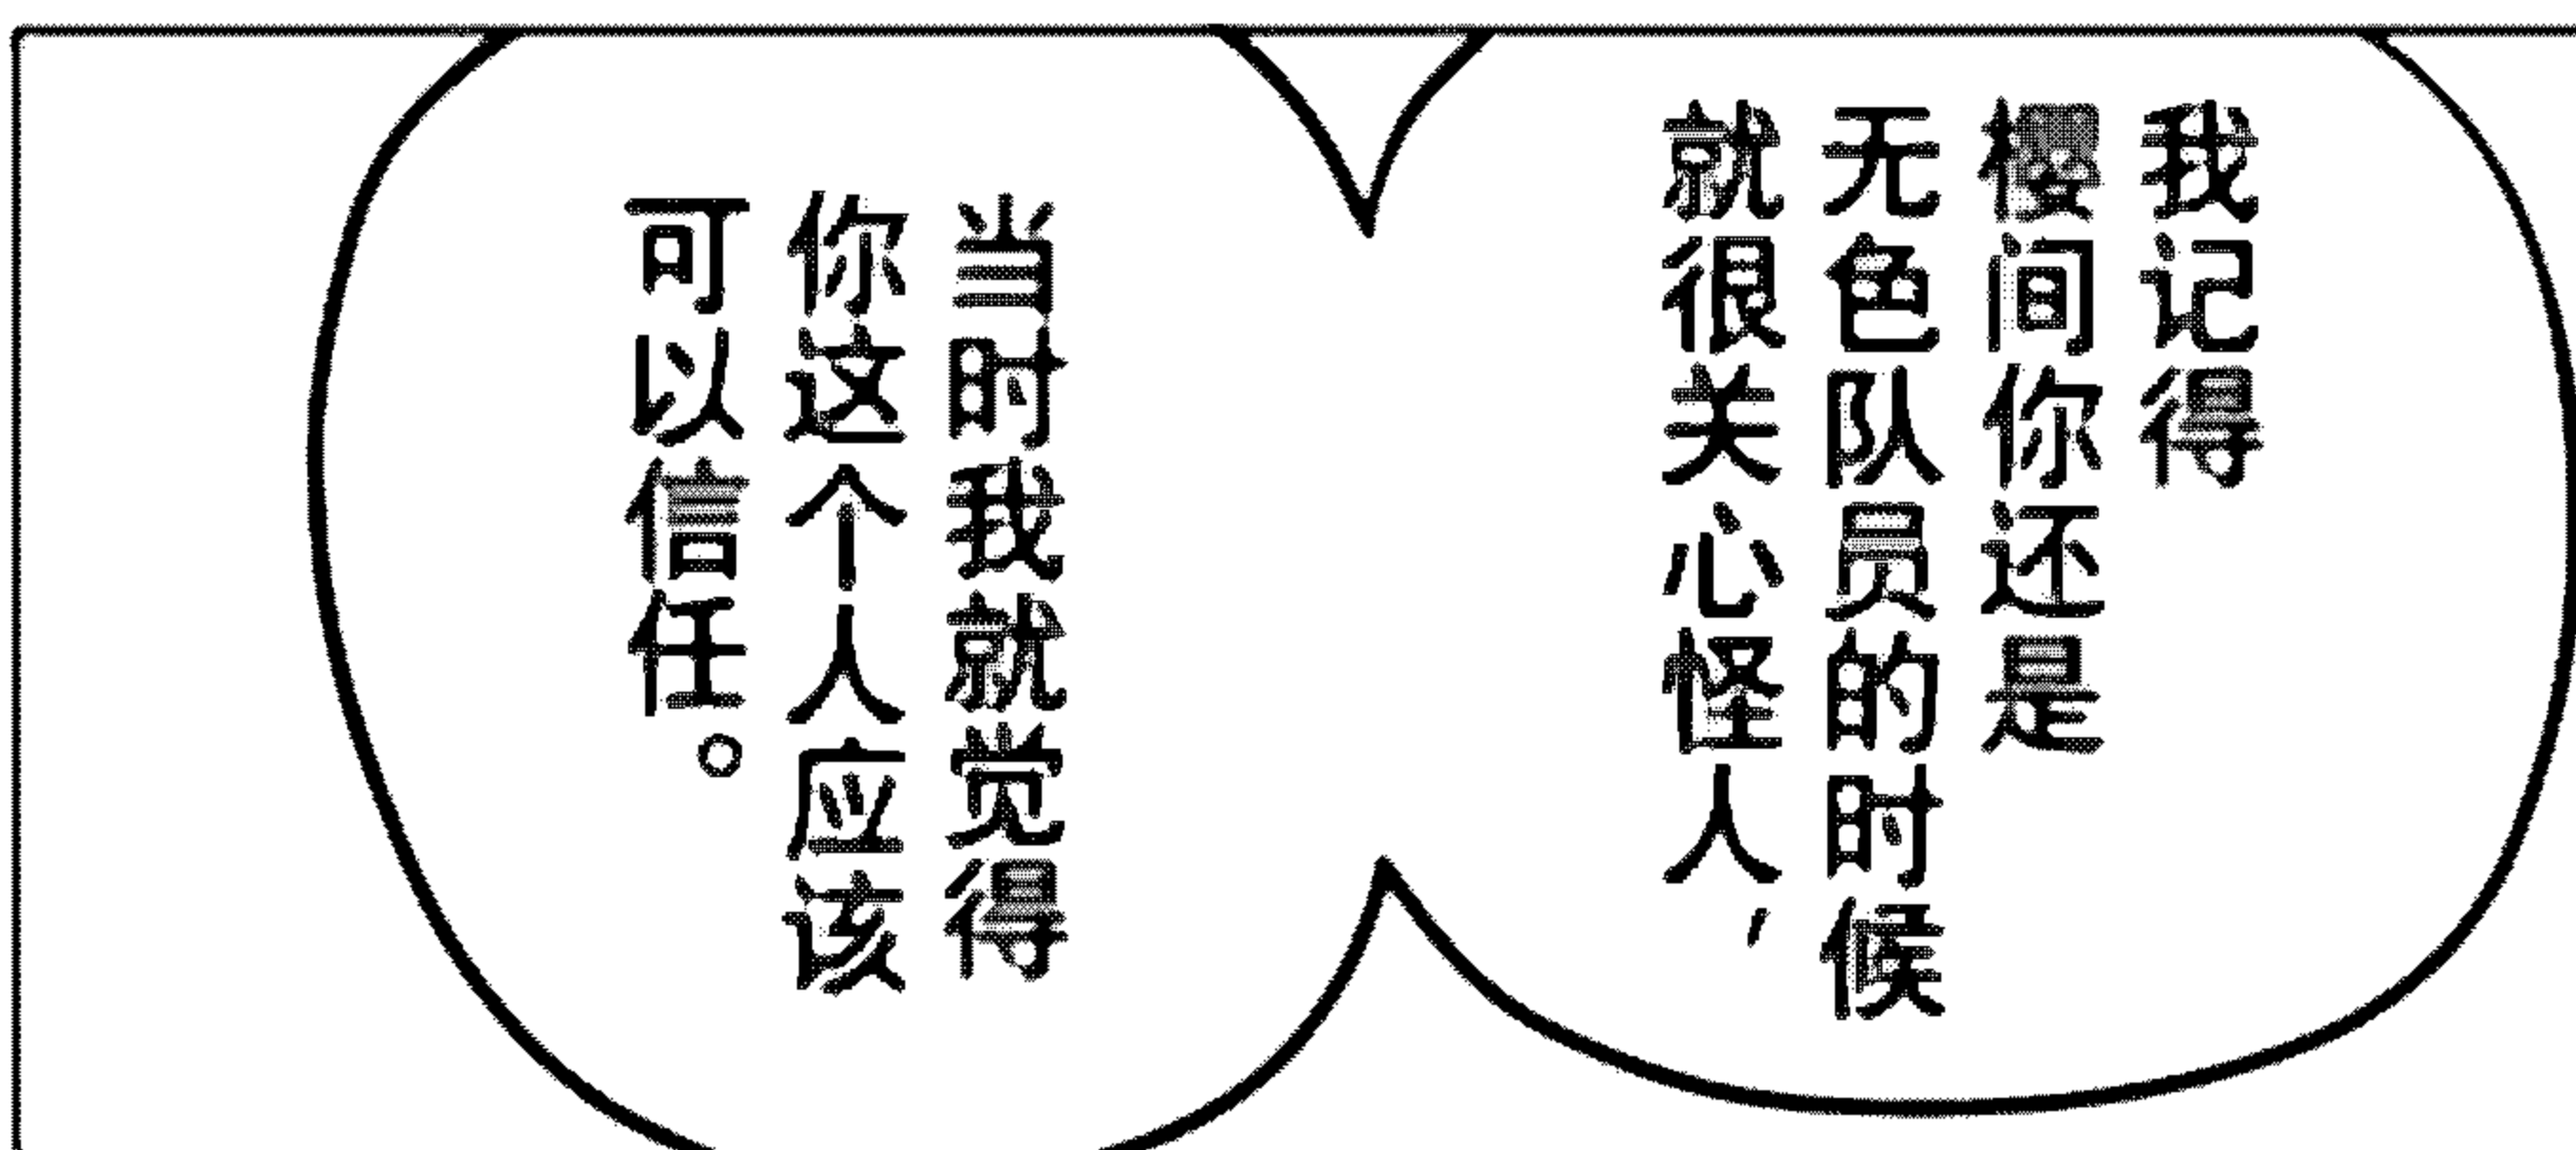 我记得
樱间你还是
无色队员的时候
就很关心怪人，
当时我就觉得
你这个人应该
可以信任。